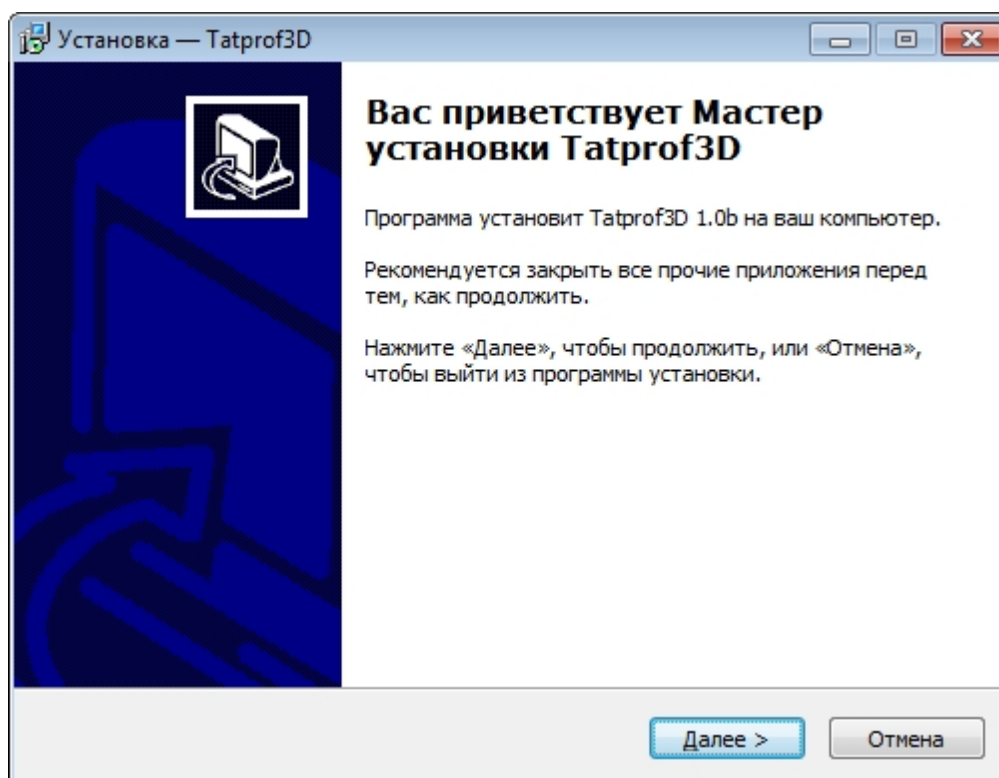 Установка — Tatprof3D
Вас приветствует Мастер
установки Tatprof3D
Программа установит Tatprof3D 1.0b на ваш компьютер.
Рекомендуется закрыть все прочие приложения перед
тем, как продолжить.
Нажмите «Далее», чтобы продолжить, или «Отмена»,
чтобы выйти из программы установки.
Далее >
Отмена